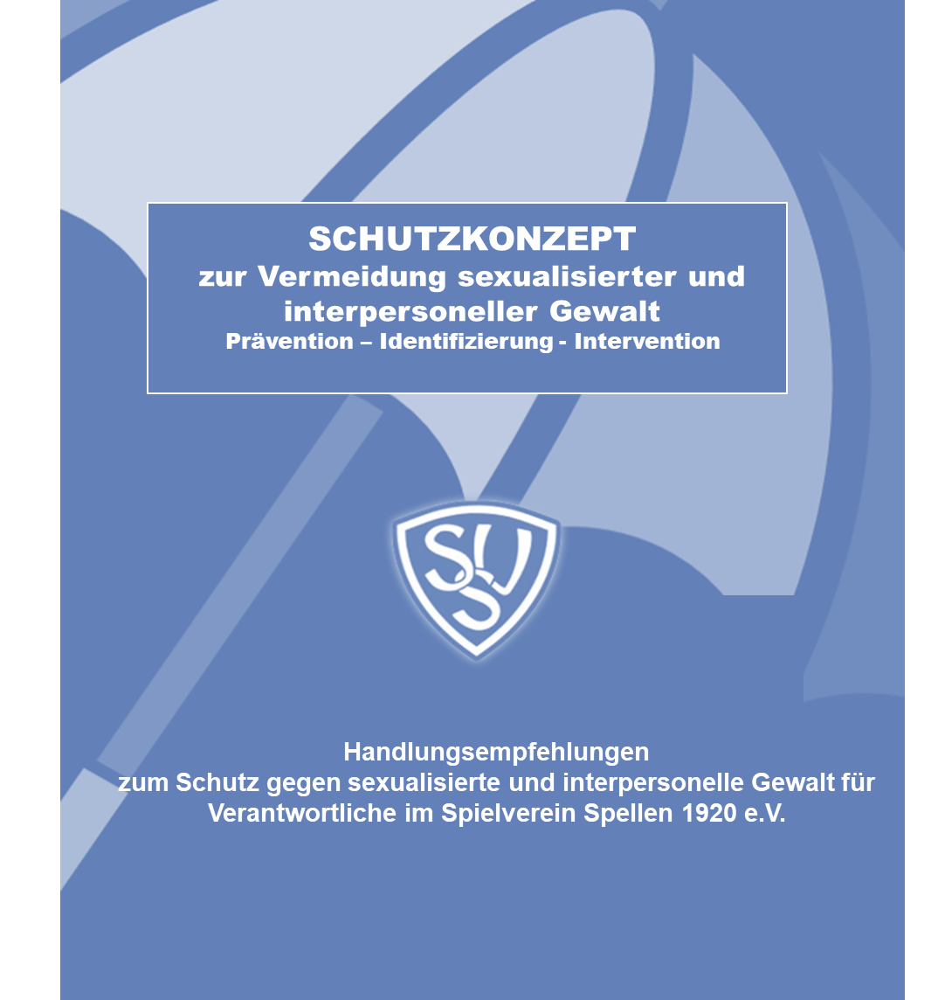 SCHUTZKONZEPT
zur Vermeidung sexualisierter und
interpersoneller Gewalt
Prävention – Identifizierung - Intervention
SVS
Handlungsempfehlungen
zum Schutz gegen sexualisierte und interpersonelle Gewalt für
Verantwortliche im Spielverein Spellen 1920 e.V.